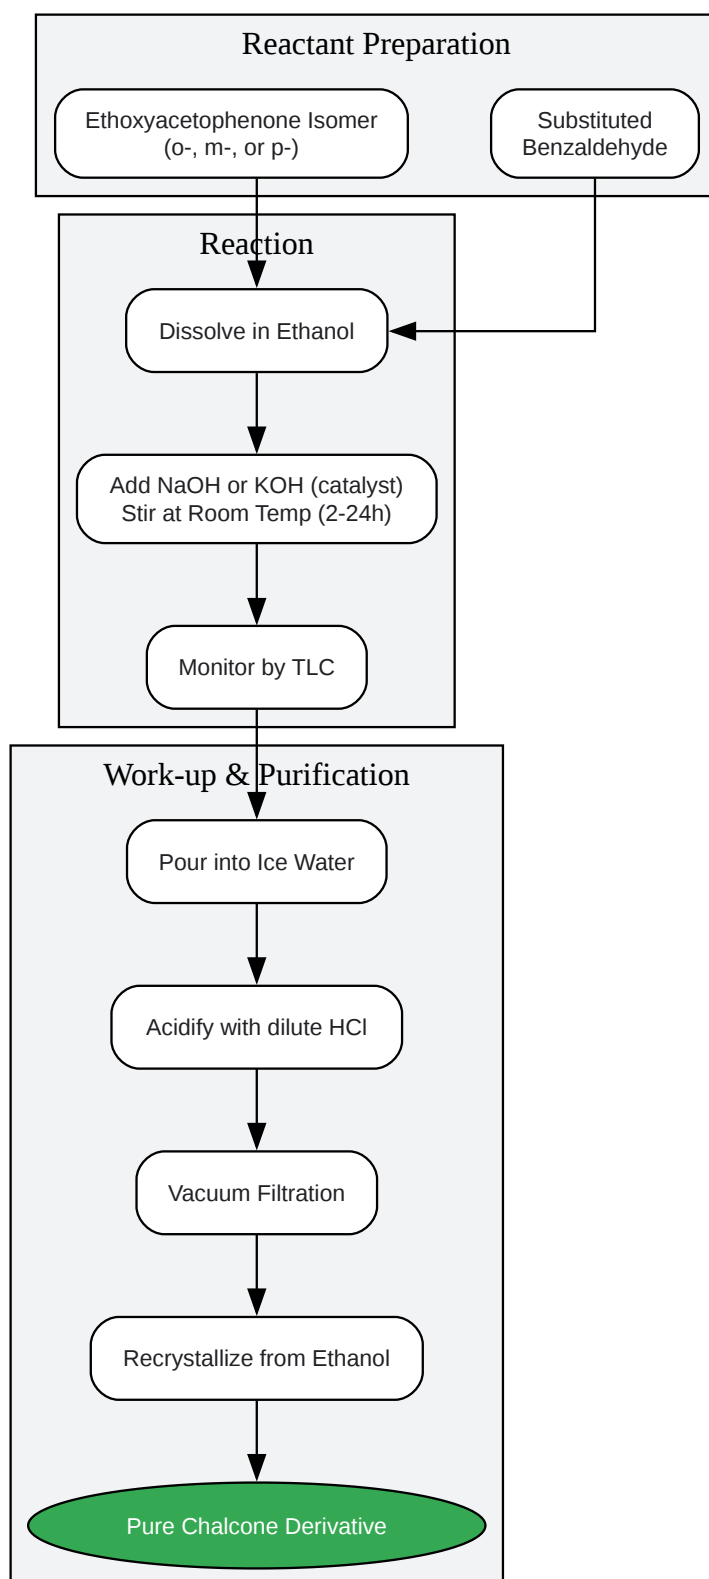 Reactant Preparation
Ethoxyacetophenone Isomer
(o-, m-, or p-)
Substituted
Benzaldehyde
Reaction
Dissolve in Ethanol
Add NaOH or KOH (catalyst)
Stir at Room Temp (2-24h)
Monitor by TLC
Work-up & Purification
Pour into Ice Water
Acidify with dilute HCl
Vacuum Filtration
Recrystallize from Ethanol
Pure Chalcone Derivative